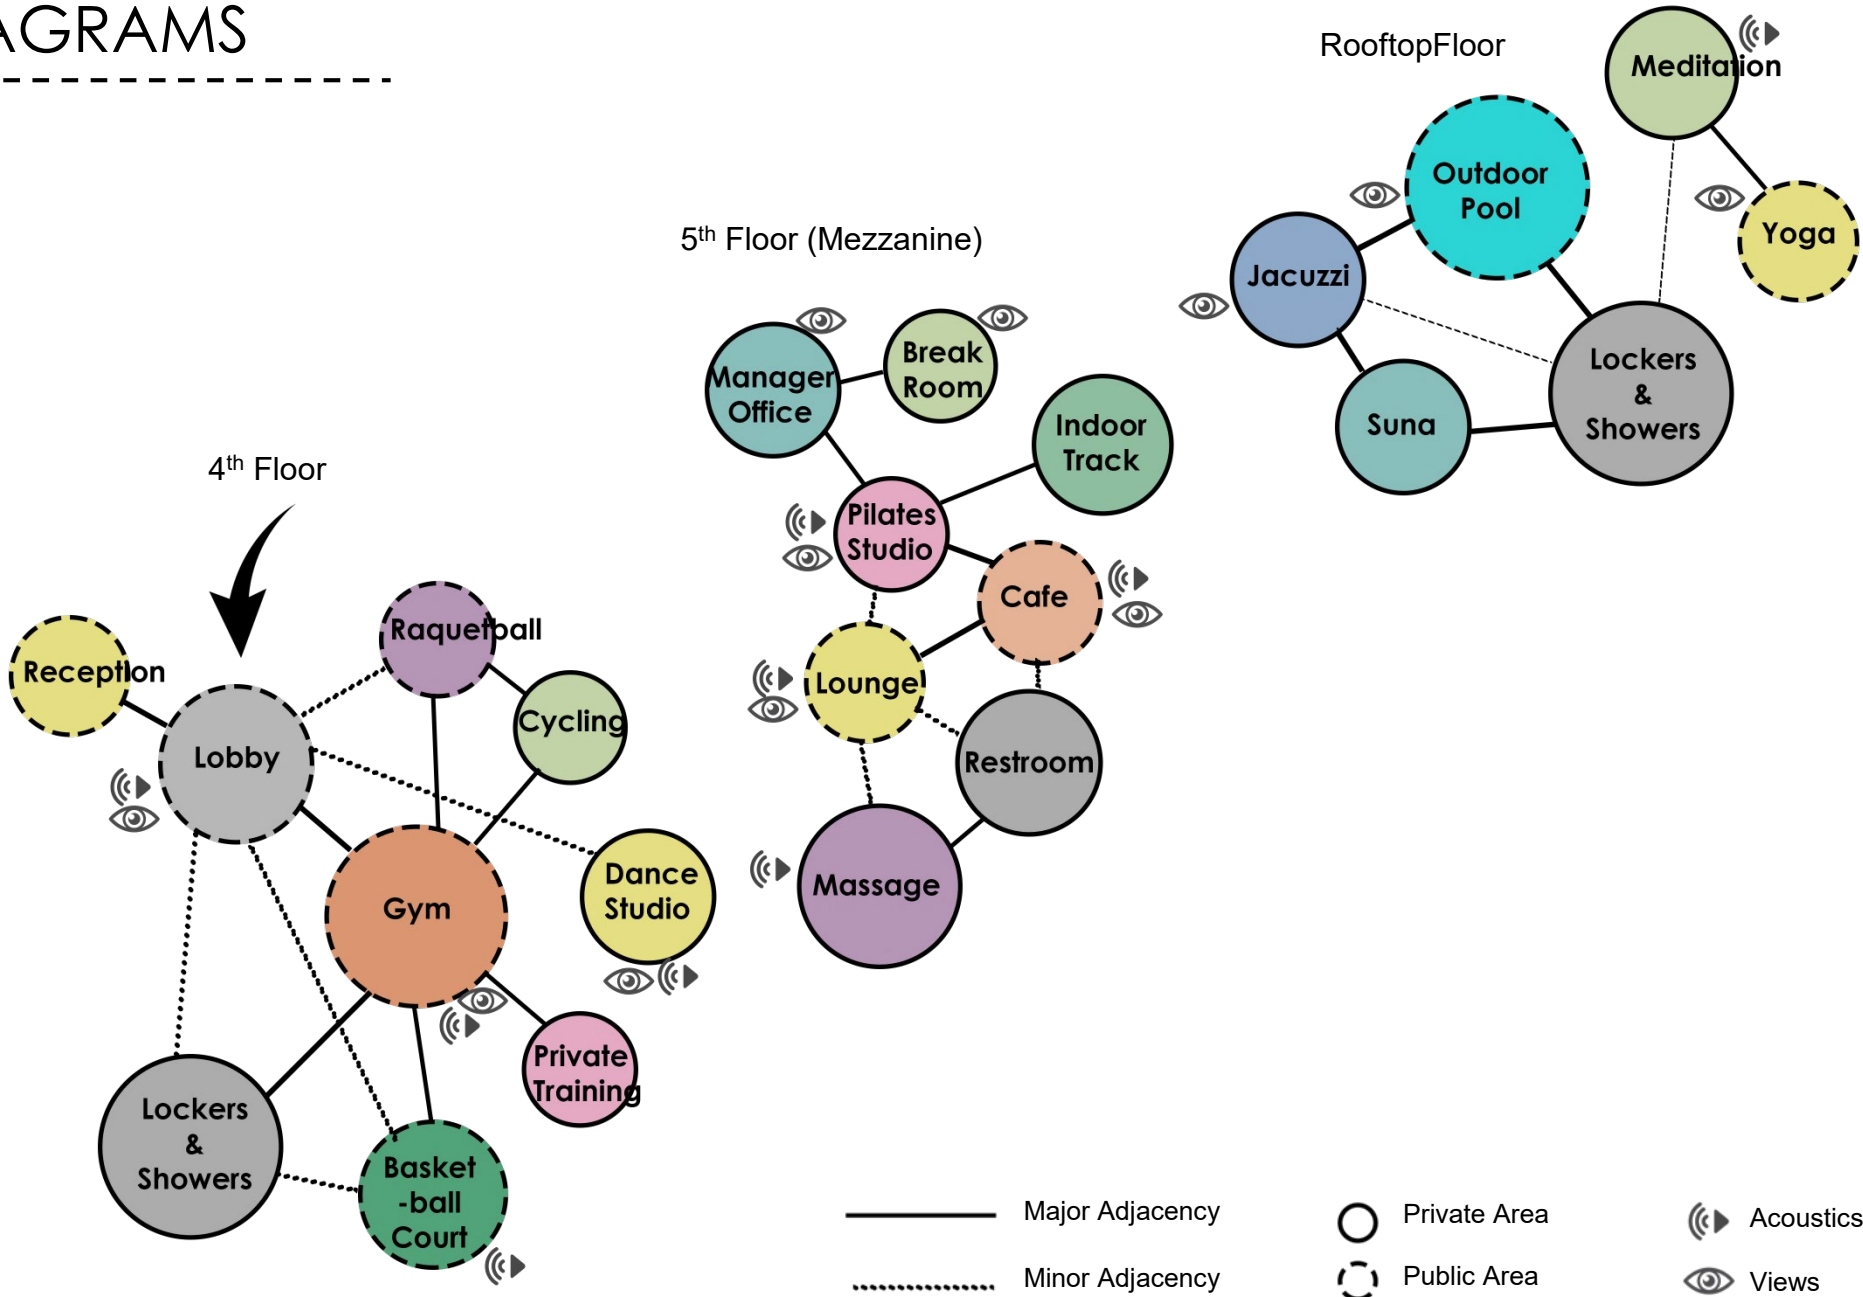 AGRAMS
RooftopFloor
Meditation
Outdoor
Pool
Yoga
Jacuzzi
Lockers
&
Showers
Suna
5th Floor (Mezzanine)
Manager
Office
Break
Room
Indoor
Track
Pilates
Studio
Cafe
Lounge
Restroom
Massage
4th Floor
Reception
Raquetball
Lobby
Cycling
Gym
Dance
Studio
Private
Training
Lockers
&
Showers
Basket
-ball
Court
Major Adjacency
Minor Adjacency
Private Area
Public Area
Acoustics
Views